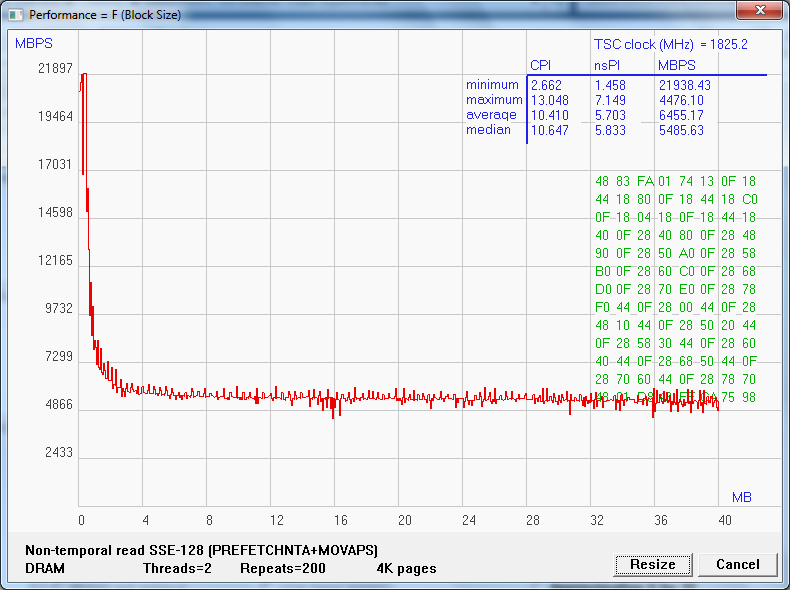 Performance = F (Block Size)
MBPS
TSC clock (MHz) = 1825.2
CPI nsPI MBPS
minimum 2.662 1.458 21938.43
maximum 13.048 7.149 4476.10
average 10.410 5.703 6455.17
median 10.647 5.833 5485.63
21897
19464
17031
14598
12165
9732
7299
4866
2433
48 83 FA 01 74 13 0F 18
44 18 80 0F 18 44 18 C0
0F 18 04 18 0F 18 44 18
40 0F 28 40 80 0F 28 48
90 0F 28 50 A0 0F 28 58
B0 0F 28 60 C0 0F 28 68
D0 0F 28 70 E0 0F 28 78
F0 44 0F 28 00 44 0F 28
48 10 44 0F 28 50 20 44
0F 28 58 30 44 0F 28 60
40 44 0F 28 68 50 44 0F
28 70 60 44 0F 28 78 70
48 01 75 98
MB
0 4 8 12 16 20 24 28 32 36 40
Non-temporal read SSE-128 (PREFETCHNTA+MOVAPS)
DRAM Threads=2 Repeats=200 4K pages
Resize Cancel